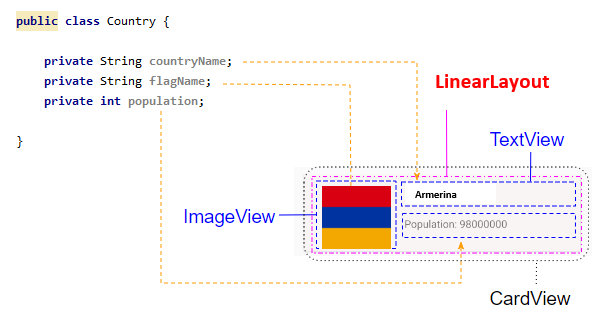 public class Country {
private String countryName;
private String flagName;
private int population;
}
LinearLayout
TextView
ImageView
Armerina
Population: 98000000
CardView